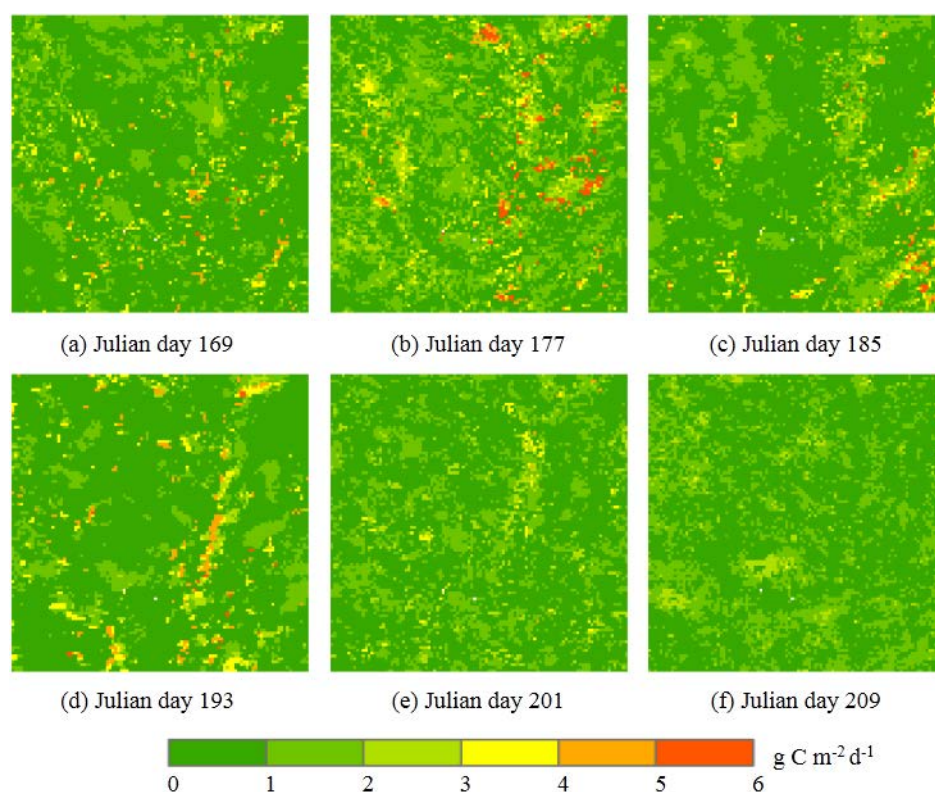 (a) Julian day 169
(b) Julian day 177
(c) Julian day 185
(d) Julian day 193
(e) Julian day 201
(f) Julian day 209
g C m⁻² d⁻¹
0 1 2 3 4 5 6